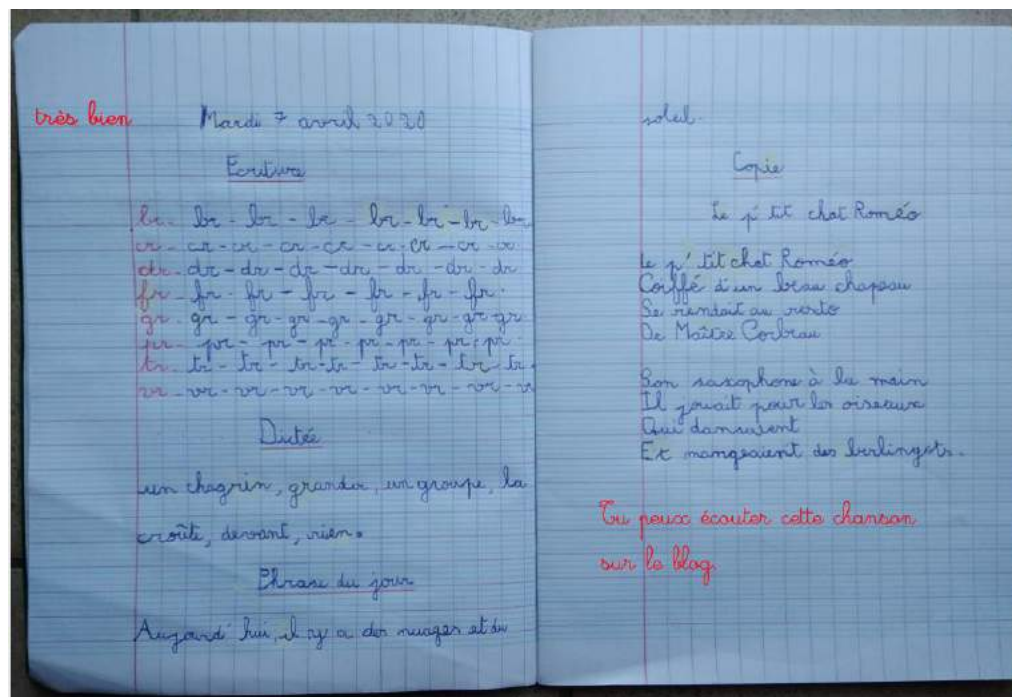 très bien
Mardi 7 avril 2020
Ecriture
br - br - br - br - br - br - br - br
cr - cr - cr - cr - cr - cr - cr - cr - cr
dr - dr - dr - dr - dr - dr - dr - dr
fr - fr - fr - fr - fr - fr - fr.
gr - gr - gr - gr - gr - gr - gr - gr - gr
pr - pr - pr - pr - pr - pr - pr - pr.
tr - tr - tr - tr - tr - tr - tr - tr - tr.
vr - vr - vr - vr - vr - vr - vr - vr - vr
Dictée
un chagrin, grandir, un groupe, la
croûte, devant, rien.
Phrase du jour
Aujourd'hui, il y a des nuages et du
soleil.
Copie
Le p'tit chat Roméo
Le p'tit chat Roméo
Coiffé d'un beau chapeau
Se rendait au resto
De Maître Corbeau
Son saxophone à la main
Il jouait pour les oiseaux
Qui dansaient
Et mangeaient des berlingots.
Tu peux écouter cette chanson
sur le blog.